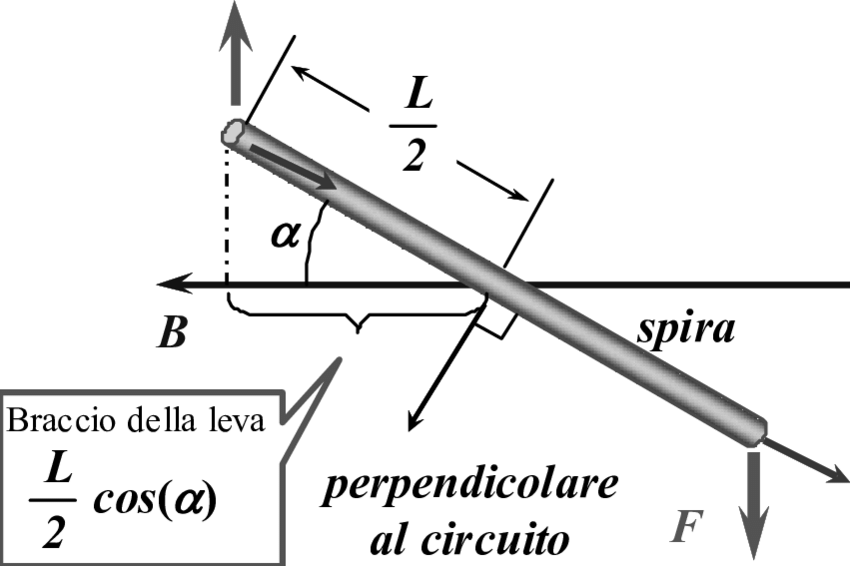 L
2
α
B
spira
Braccio della leva
L
2
cos(α)
perpendicolare
al circuito
F